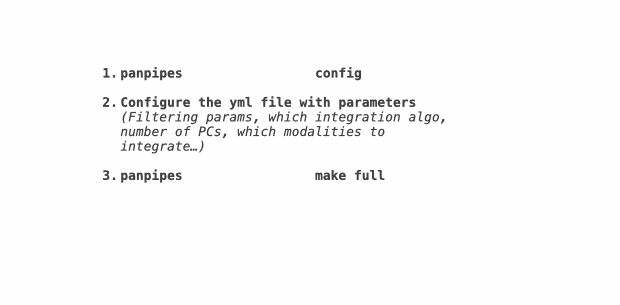 1. panpipes config
2. Configure the yml file with parameters
(Filtering params, which integration algo,
number of PCs, which modalities to
integrate…)
3. panpipes make full